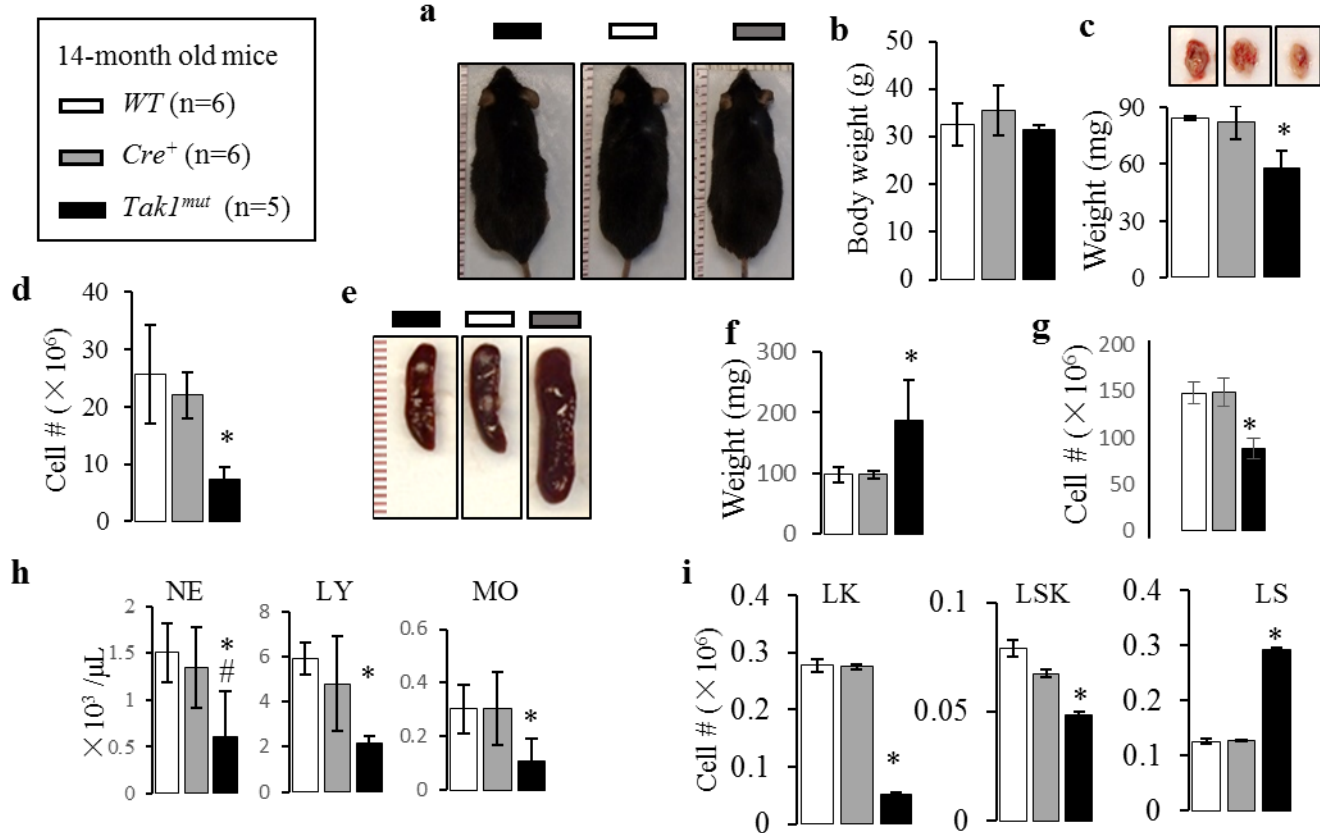 14-month old mice
WT (n=6)
Cre+ (n=6)
Tak1mut (n=5)
a
b
Body weight (g)
50
40
30
20
10
0
c
Weight (mg)
90
60
30
0
*
d
Cell # (×10⁶)
40
30
20
10
0
*
e
f
Weight (mg)
300
200
100
0
*
g
Cell # (×10⁶)
200
150
100
50
0
*
h
×10³ /μL
NE
2
1.5
1
0.5
0
*
#
LY
8
6
4
2
0
*
MO
0.6
0.4
0.2
0
*
i
Cell # (×10⁶)
LK
0.4
0.3
0.2
0.1
0
*
LSK
0.1
0.05
0
*
LS
0.4
0.3
0.2
0.1
0
*